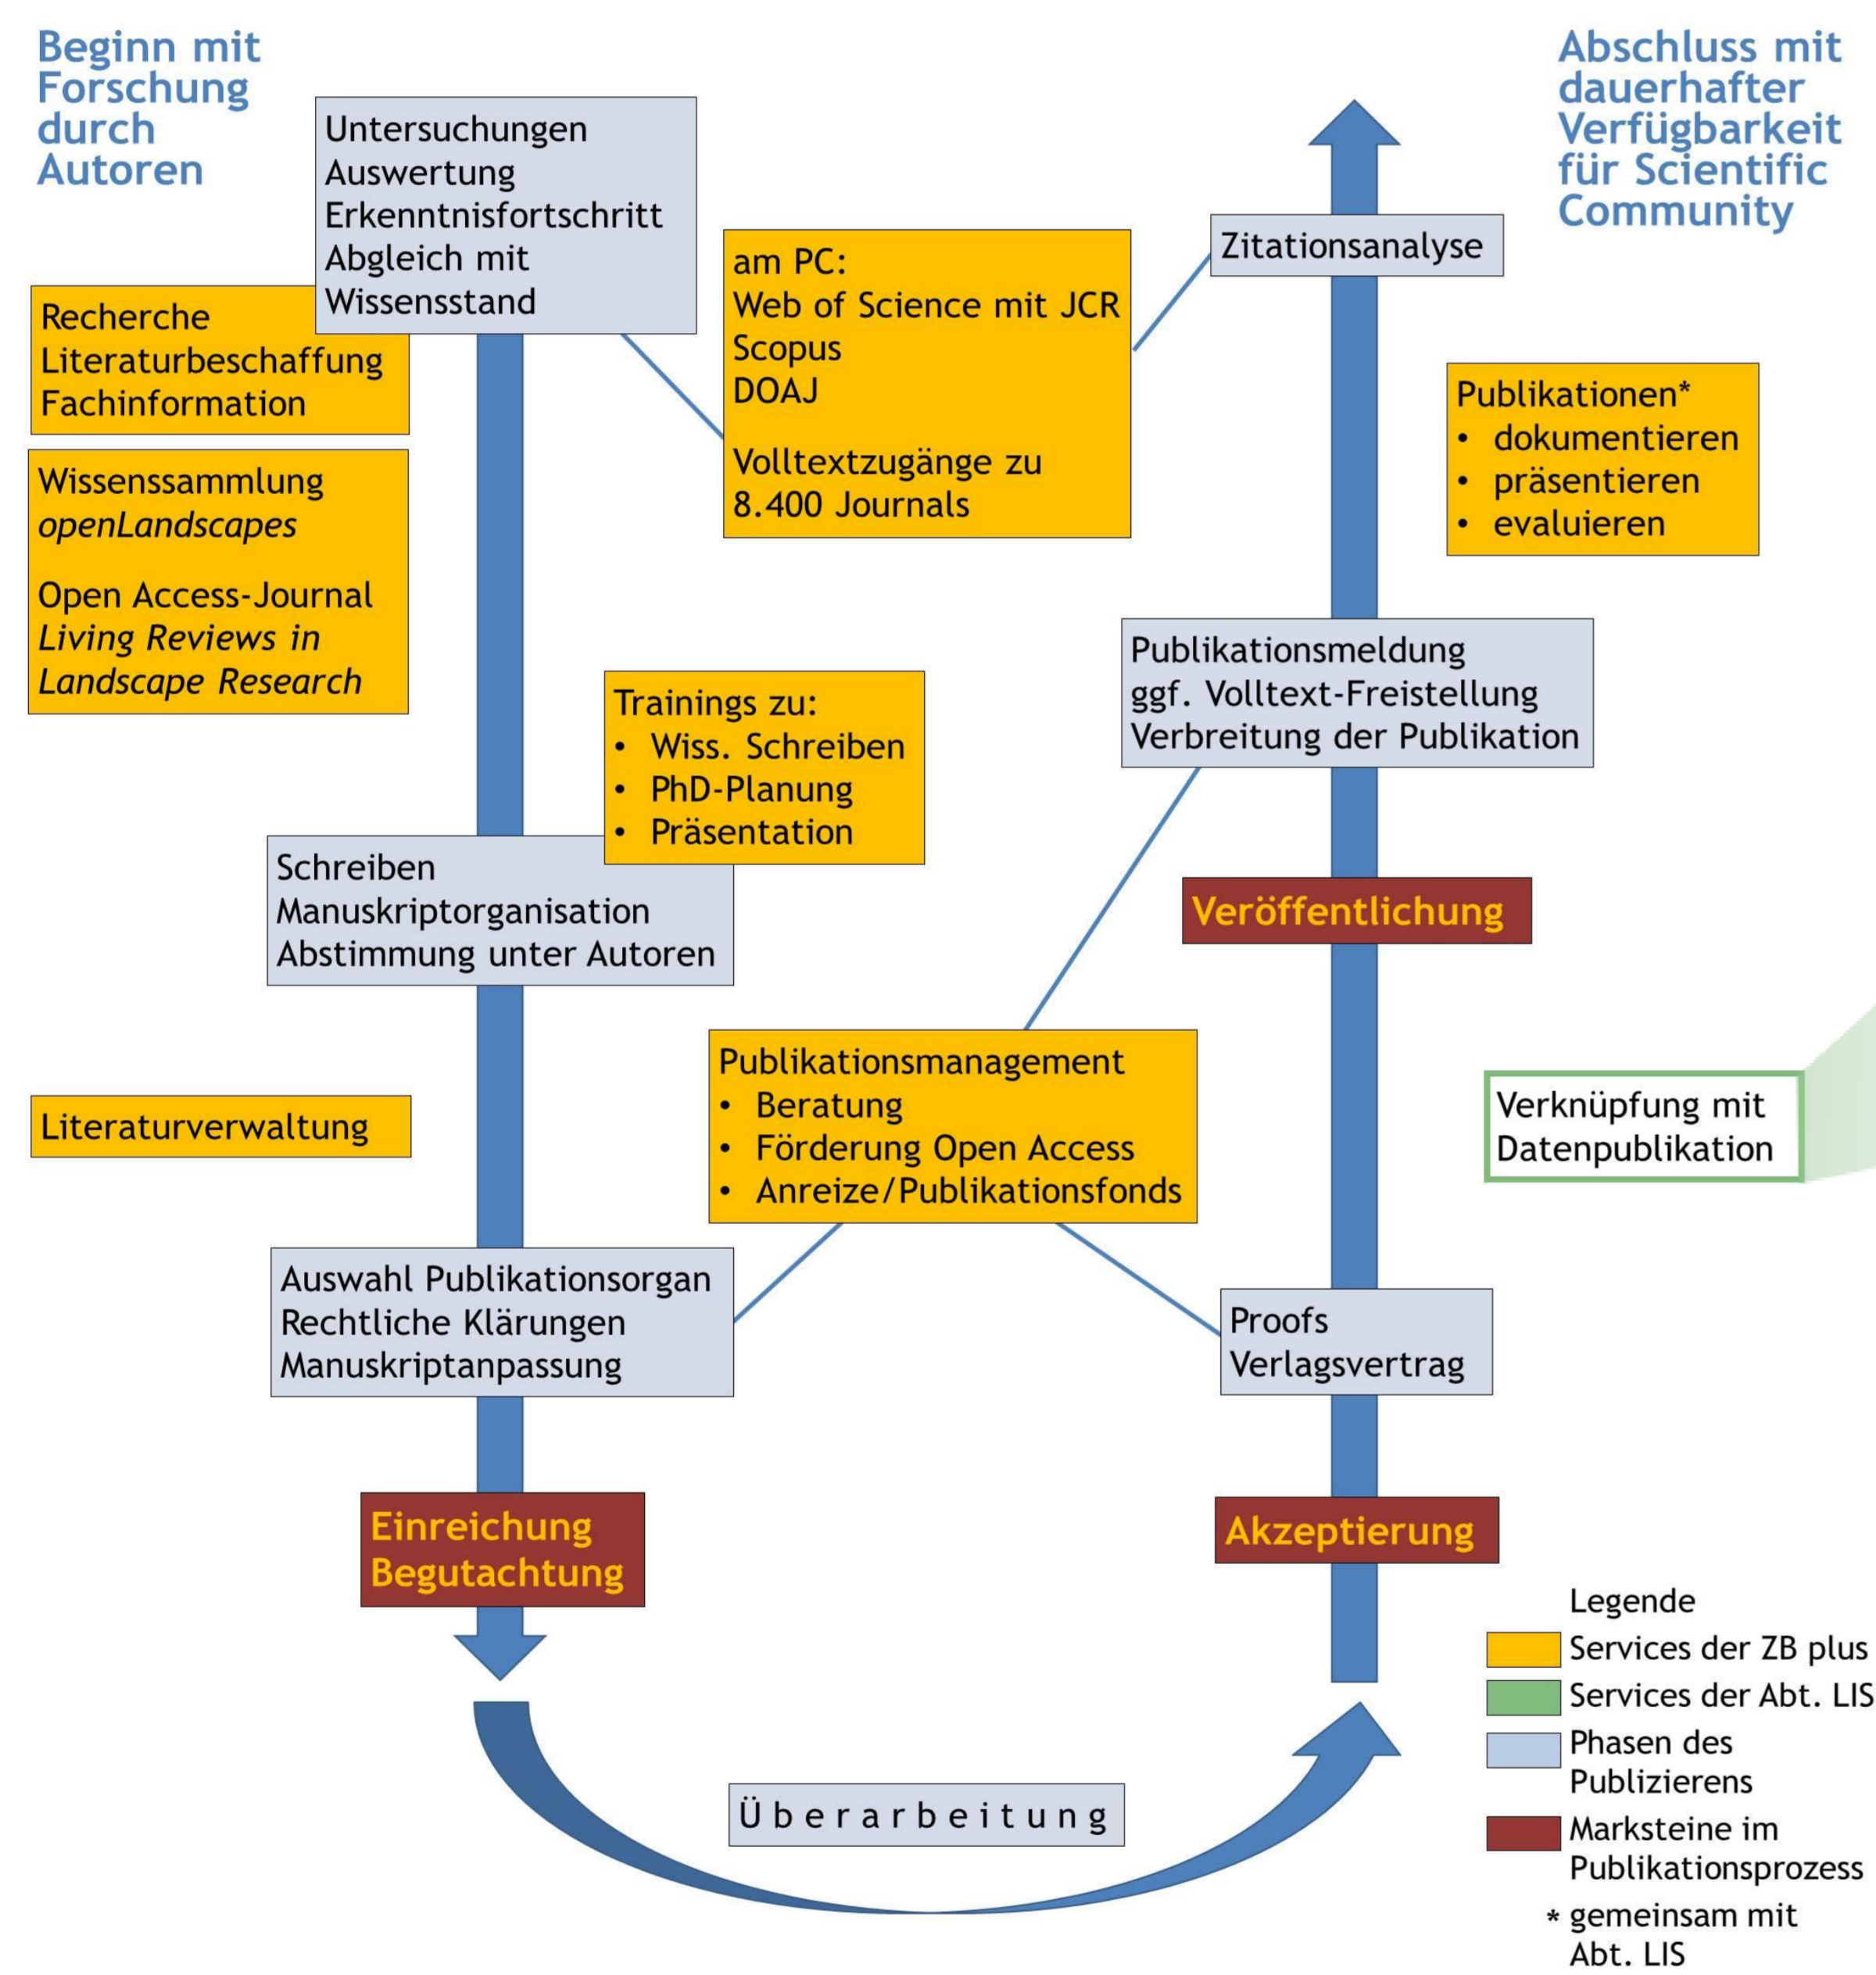 Beginn mit
Forschung
durch
Autoren
Untersuchungen
Auswertung
Erkenntnisfortschritt
Abgleich mit
Wissensstand
Recherche
Literaturbeschaffung
Fachinformation
Wissenssammlung
openLandscapes
Open Access-Journal
Living Reviews in
Landscape Research
am PC:
Web of Science mit JCR
Scopus
DOAJ
Volltextzugänge zu
8.400 Journals
Trainings zu:
• Wiss. Schreiben
• PhD-Planung
• Präsentation
Schreiben
Manuskriptorganisation
Abstimmung unter Autoren
Literaturverwaltung
Publikationsmanagement
• Beratung
• Förderung Open Access
• Anreize/Publikationsfonds
Auswahl Publikationsorgan
Rechtliche Klärungen
Manuskriptanpassung
Einreichung
Begutachtung
Überarbeitung
Abschluss mit
dauerhafter
Verfügbarkeit
für Scientific
Community
Zitationsanalyse
Publikationen*
• dokumentieren
• präsentieren
• evaluieren
Publikationsmeldung
ggf. Volltext-Freistellung
Verbreitung der Publikation
Veröffentlichung
Verknüpfung mit
Datenpublikation
Proofs
Verlagsvertrag
Akzeptierung
Legende
Services der ZB plus
Services der Abt. LIS
Phasen des
Publizierens
Marksteine im
Publikationsprozess
* gemeinsam mit
Abt. LIS